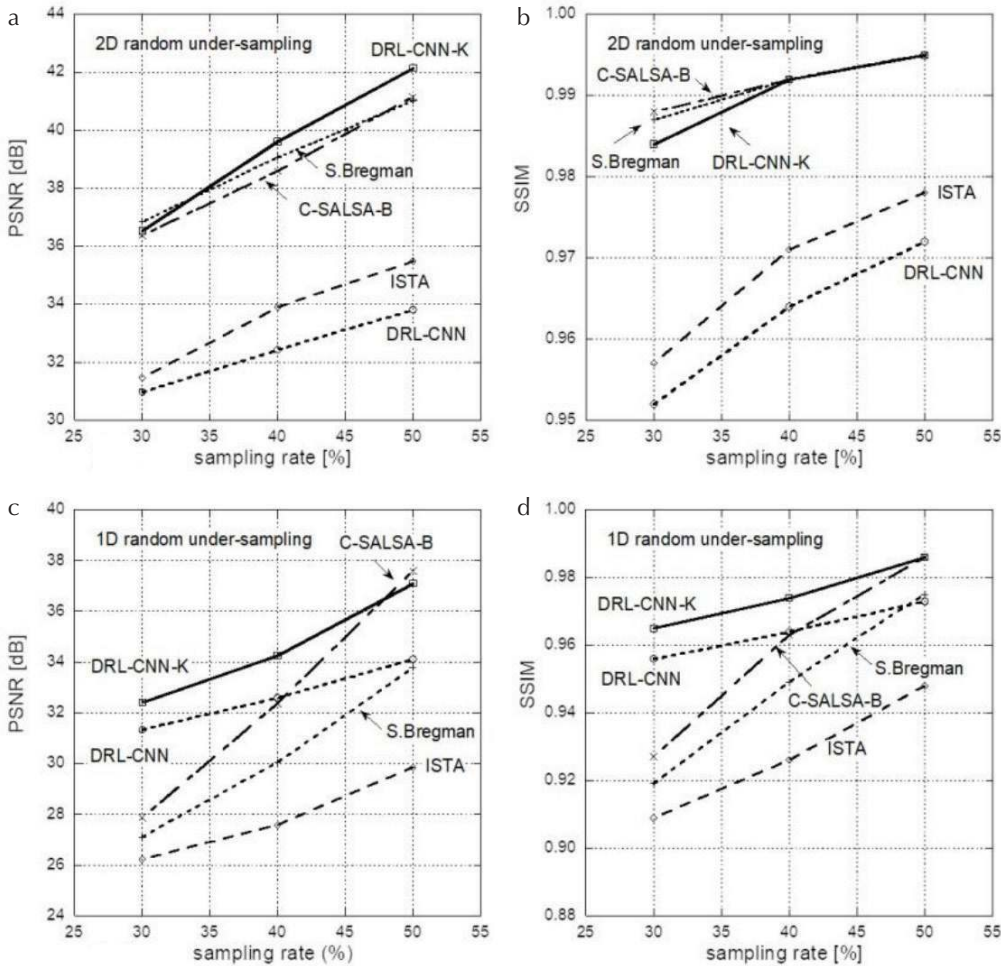 a
44
42
40
38
36
34
32
30
PSNR [dB]
2D random under-sampling
DRL-CNN-K
S.Bregman
C-SALSA-B
ISTA
DRL-CNN
25 30 35 40 45 50 55
sampling rate [%]
b
1.00
0.99
0.98
0.97
0.96
0.95
SSIM
2D random under-sampling
C-SALSA-B
S.Bregman
DRL-CNN-K
ISTA
DRL-CNN
25 30 35 40 45 50 55
sampling rate [%]
c
40
38
36
34
32
30
28
26
24
PSNR [dB]
1D random under-sampling
C-SALSA-B
DRL-CNN-K
DRL-CNN
S.Bregman
ISTA
25 30 35 40 45 50 55
sampling rate (%)
d
1.00
0.98
0.96
0.94
0.92
0.90
0.88
SSIM
1D random under-sampling
DRL-CNN-K
DRL-CNN
S.Bregman
C-SALSA-B
ISTA
25 30 35 40 45 50 55
sampling rate [%]